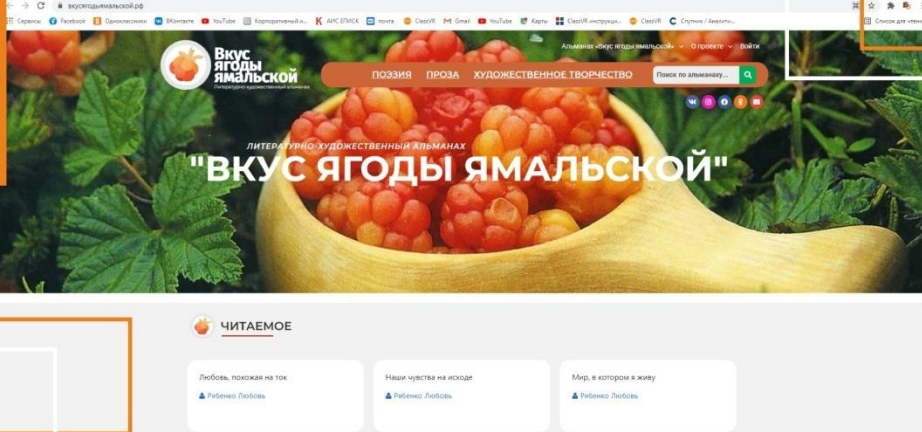 вкусягодыямальской.рф
Сервисы Facebook Одноклассники ВКонтакте YouTube Корпоративный и... АИС ЕПИСК почта ClassVR Gmail YouTube Карты ClassVR инструкци... ClassVR Спутник / Аналити...
Список для чтения
Вкус
ягоды
ямальской
Литературно-художественный альманах
Альманах «Вкус ягоды ямальской» О проекте Войти
ПОЭЗИЯ ПРОЗА ХУДОЖЕСТВЕННОЕ ТВОРЧЕСТВО Поиск по альманаху...
ЛИТЕРАТУРНО-ХУДОЖЕСТВЕННЫЙ АЛЬМАНАХ
"ВКУС ЯГОДЫ ЯМАЛЬСКОЙ"
ЧИТАЕМОЕ
Любовь, похожая на ток
Рябенко Любовь
Наши чувства на исходе
Рябенко Любовь
Мир, в котором я живу
Рябенко Любовь